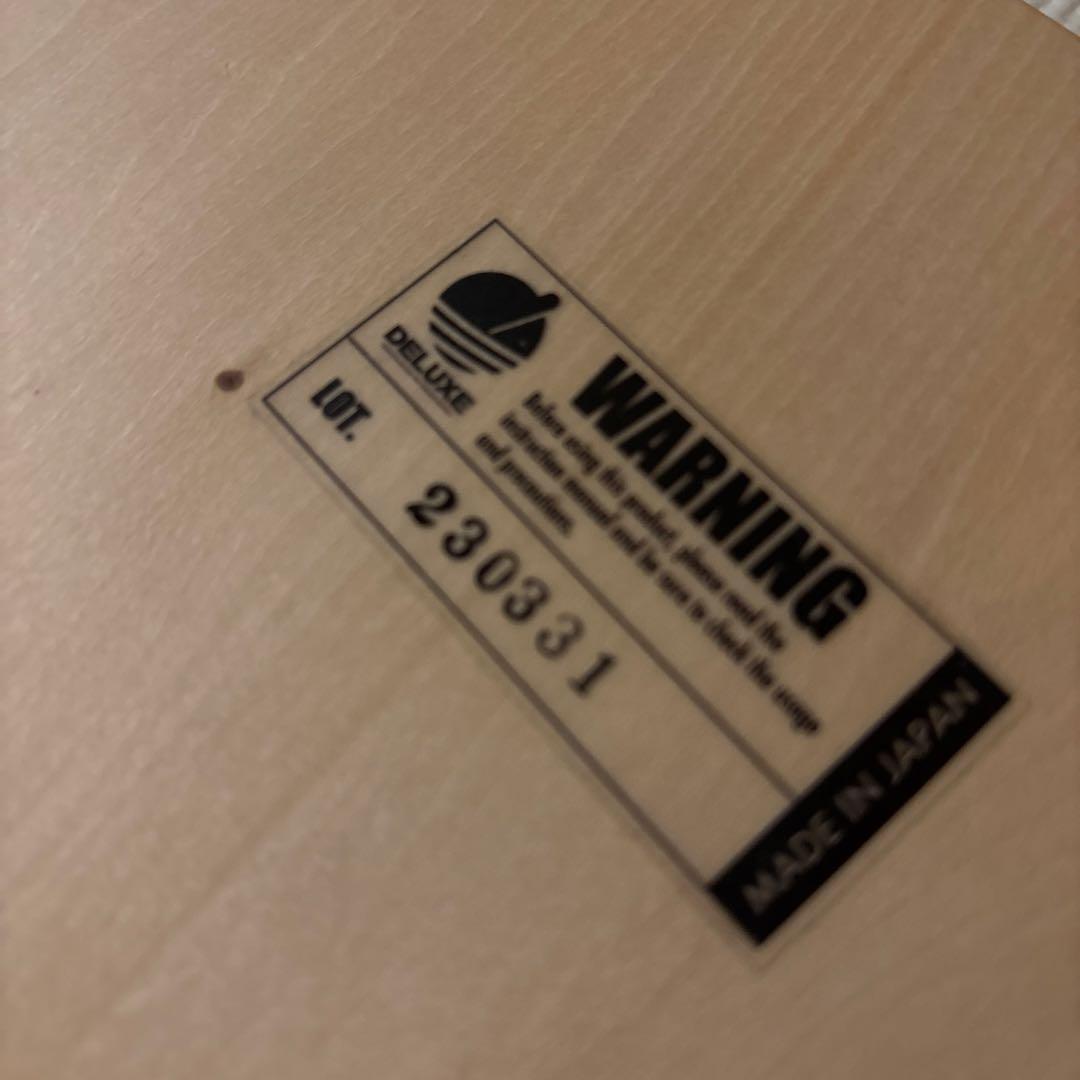 DELUXE
WARNING
Before using this product, please read the
instruction manual and be sure to check the usage
and precautions.
LOT. 230331
MADE IN JAPAN